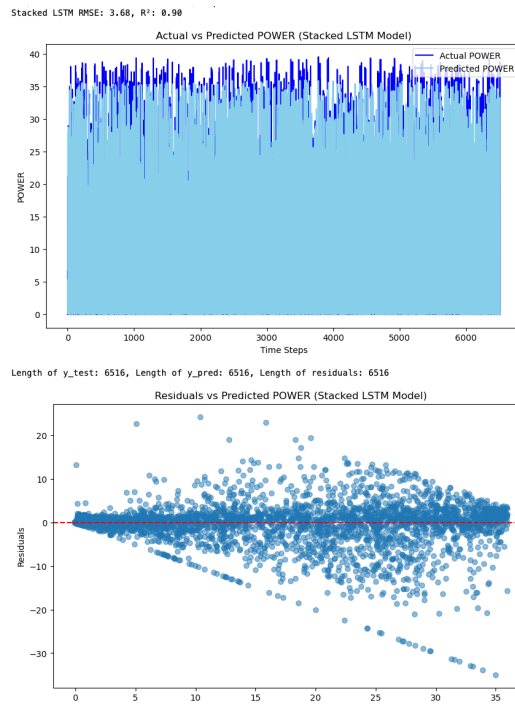 Stacked LSTM RMSE: 3.68, R²: 0.90
Actual vs Predicted POWER (Stacked LSTM Model)
Actual POWER
Predicted POWER
40
35
30
25
20
15
10
5
0
POWER
0 1000 2000 3000 4000 5000 6000
Time Steps
Length of y_test: 6516, Length of y_pred: 6516, Length of residuals: 6516
Residuals vs Predicted POWER (Stacked LSTM Model)
20
10
0
−10
−20
−30
Residuals
0 5 10 15 20 25 30 35